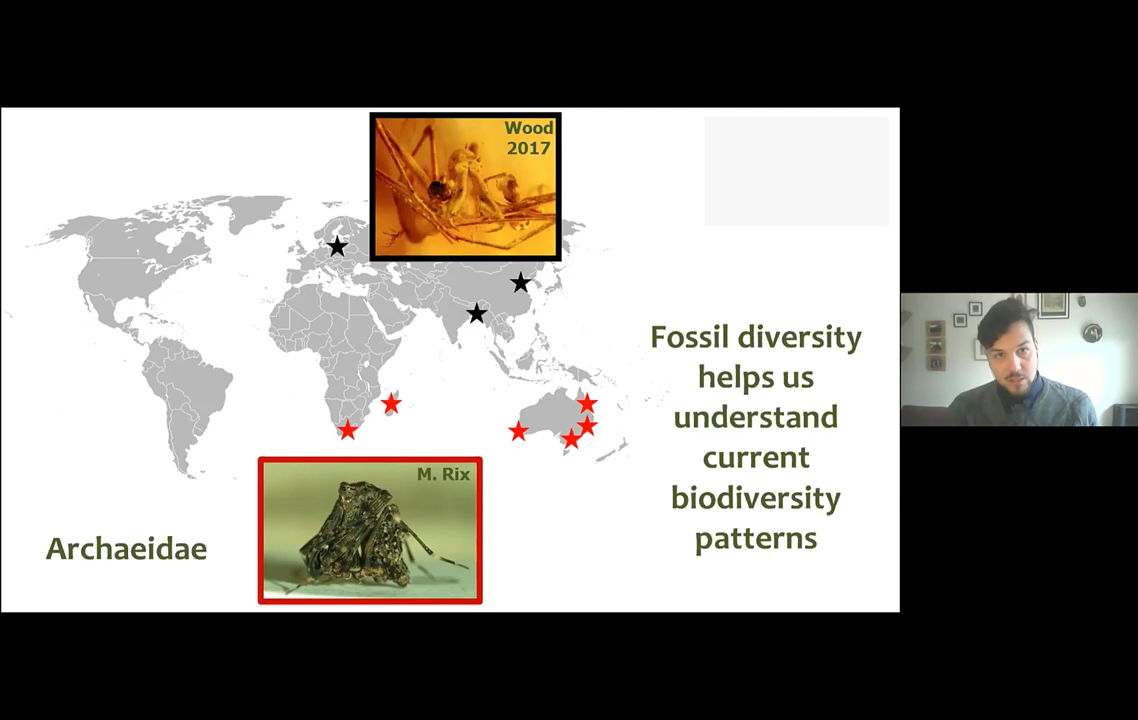 Wood
2017
Fossil diversity
helps us
understand
current
biodiversity
patterns
M. Rix
Archaeidae